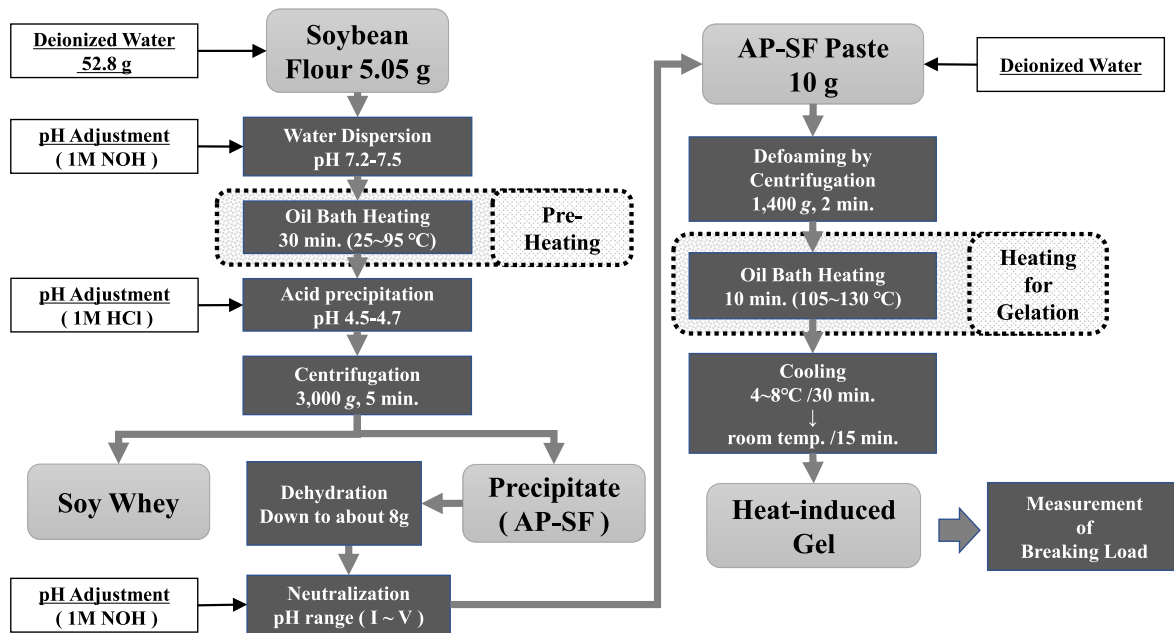 Deionized Water
52.8 g
Soybean
Flour 5.05 g
pH Adjustment
( 1M NOH )
Water Dispersion
pH 7.2-7.5
Oil Bath Heating
30 min. (25~95 ℃)
Pre-
Heating
pH Adjustment
( 1M HCl )
Acid precipitation
pH 4.5-4.7
Centrifugation
3,000 g, 5 min.
Soy Whey
Precipitate
( AP-SF )
Dehydration
Down to about 8g
pH Adjustment
( 1M NOH )
Neutralization
pH range ( I ~ V )
AP-SF Paste
10 g
Deionized Water
Defoaming by
Centrifugation
1,400 g, 2 min.
Oil Bath Heating
10 min. (105~130 ℃)
Heating
for
Gelation
Cooling
4~8℃ /30 min.
↓
room temp. /15 min.
Heat-induced
Gel
Measurement
of
Breaking Load